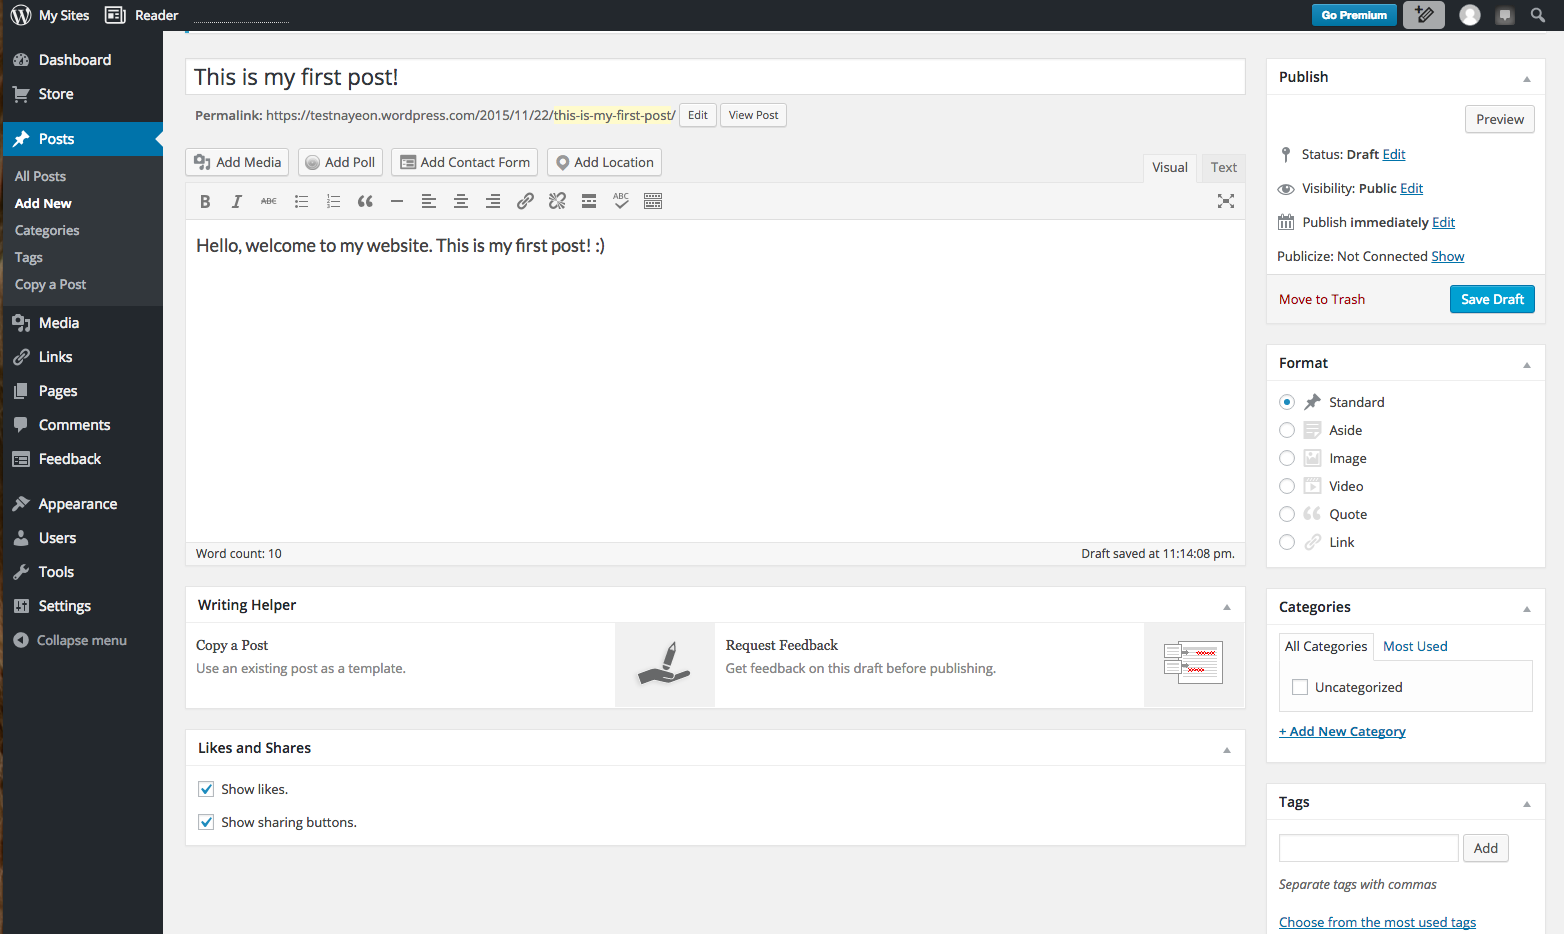 My Sites Reader Go Premium
Dashboard
Store
Posts
All Posts
Add New
Categories
Tags
Copy a Post
Media
Links
Pages
Comments
Feedback
Appearance
Users
Tools
Settings
Collapse menu
This is my first post!
Permalink: https://testnayeon.wordpress.com/2015/11/22/this-is-my-first-post/ Edit View Post
Add Media Add Poll Add Contact Form Add Location
Visual Text
B I ABC ABC
Hello, welcome to my website. This is my first post! :)
Word count: 10 Draft saved at 11:14:08 pm.
Writing Helper
Copy a Post
Use an existing post as a template.
Request Feedback
Get feedback on this draft before publishing.
Likes and Shares
Show likes.
Show sharing buttons.
Publish
Preview
Status: Draft Edit
Visibility: Public Edit
Publish immediately Edit
Publicize: Not Connected Show
Move to Trash Save Draft
Format
Standard
Aside
Image
Video
Quote
Link
Categories
All Categories Most Used
Uncategorized
+ Add New Category
Tags
Add
Separate tags with commas
Choose from the most used tags